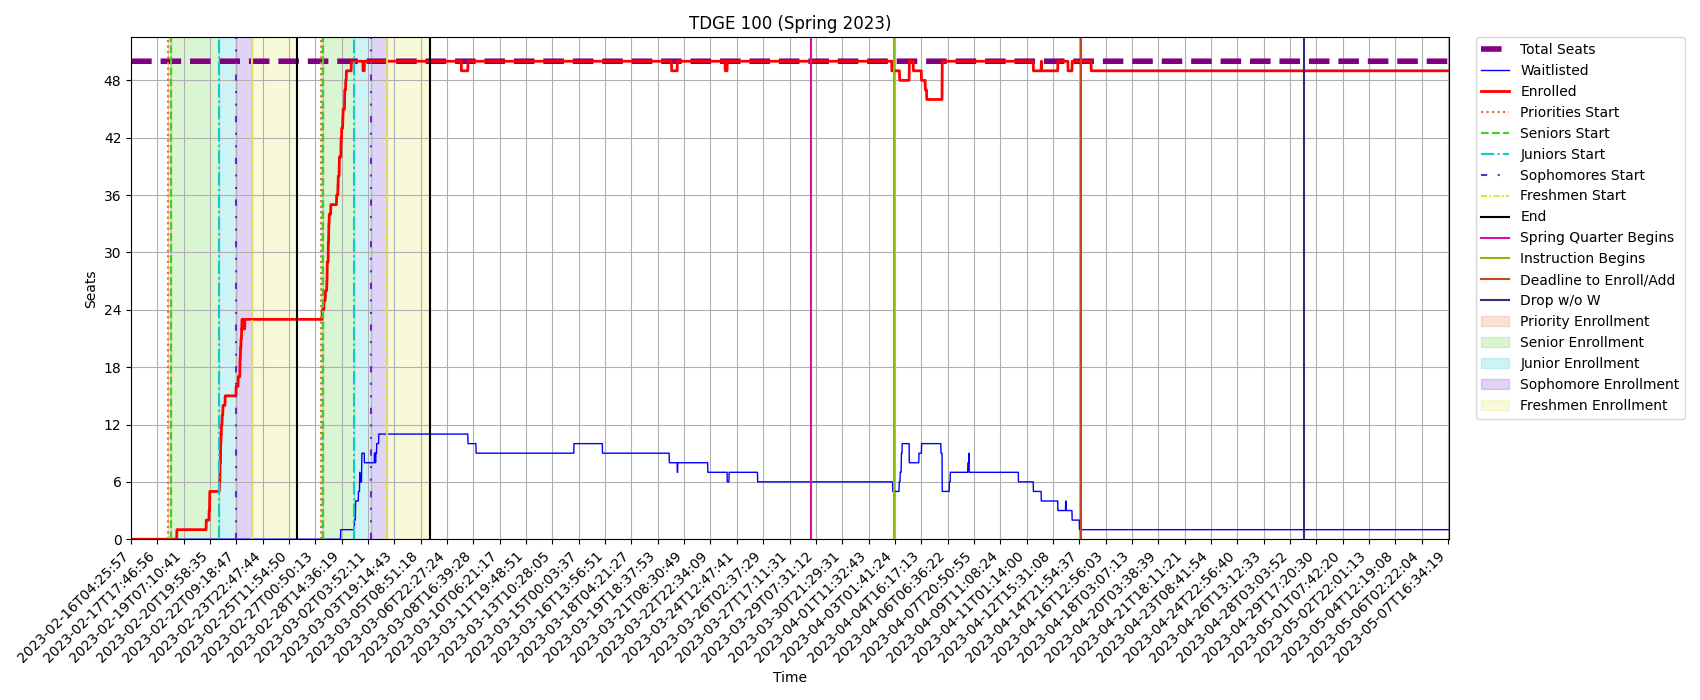 TDGE 100 (Spring 2023)
Seats
48
42
36
30
24
18
12
6
0
2023-02-16T04:25:57
2023-02-17T17:46:56
2023-02-19T07:10:41
2023-02-20T19:58:35
2023-02-22T09:18:47
2023-02-23T22:47:44
2023-02-25T11:54:50
2023-02-27T00:50:13
2023-02-28T14:36:19
2023-03-02T03:52:11
2023-03-03T19:14:43
2023-03-05T08:51:18
2023-03-06T22:27:24
2023-03-08T16:39:28
2023-03-10T06:21:17
2023-03-11T19:48:51
2023-03-13T10:28:05
2023-03-15T00:03:37
2023-03-16T13:56:51
2023-03-18T04:21:27
2023-03-19T18:37:53
2023-03-21T08:30:49
2023-03-22T22:34:09
2023-03-24T12:47:41
2023-03-26T02:37:29
2023-03-27T17:11:31
2023-03-29T07:31:12
2023-03-30T21:29:31
2023-04-01T11:32:43
2023-04-03T01:41:24
2023-04-04T16:17:13
2023-04-06T06:36:22
2023-04-07T20:50:55
2023-04-09T11:08:24
2023-04-11T01:14:00
2023-04-12T15:31:08
2023-04-14T21:54:37
2023-04-16T12:56:03
2023-04-18T03:07:13
2023-04-20T03:38:39
2023-04-21T18:11:21
2023-04-23T08:41:54
2023-04-24T22:56:40
2023-04-26T13:12:33
2023-04-28T03:03:52
2023-04-29T17:20:30
2023-05-01T07:42:20
2023-05-02T22:01:13
2023-05-04T12:19:08
2023-05-06T02:22:04
2023-05-07T16:34:19
Time
Total Seats
Waitlisted
Enrolled
Priorities Start
Seniors Start
Juniors Start
Sophomores Start
Freshmen Start
End
Spring Quarter Begins
Instruction Begins
Deadline to Enroll/Add
Drop w/o W
Priority Enrollment
Senior Enrollment
Junior Enrollment
Sophomore Enrollment
Freshmen Enrollment